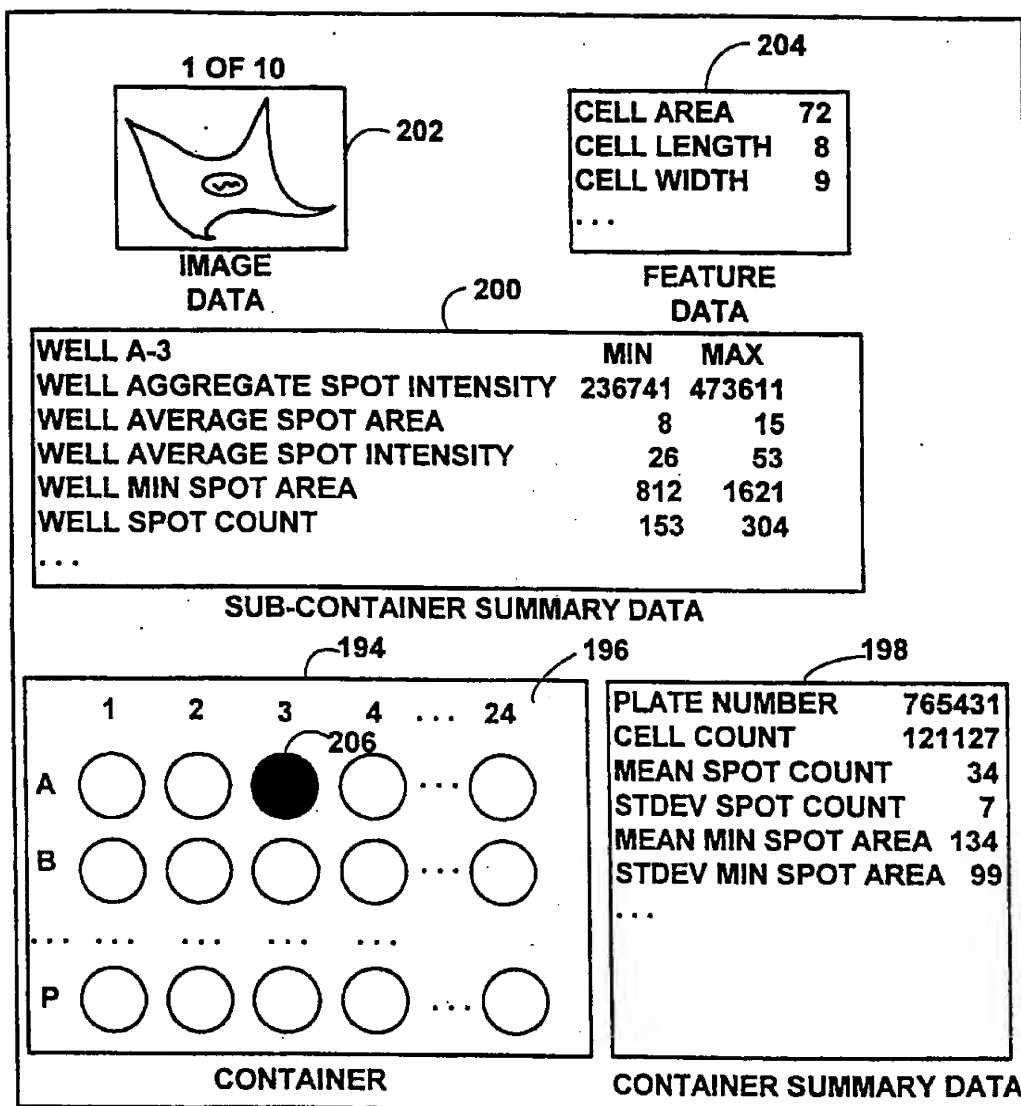 1 OF 10
202
IMAGE
DATA
204
CELL AREA 72
CELL LENGTH 8
CELL WIDTH 9
...
FEATURE
DATA
200
WELL A-3 MIN MAX
WELL AGGREGATE SPOT INTENSITY 236741 473611
WELL AVERAGE SPOT AREA 8 15
WELL AVERAGE SPOT INTENSITY 26 53
WELL MIN SPOT AREA 812 1621
WELL SPOT COUNT 153 304
...
SUB-CONTAINER SUMMARY DATA
194
196
1 2 3 4 ... 24
206
A ...
B ...
... ... ... ... ...
P ...
CONTAINER
198
PLATE NUMBER 765431
CELL COUNT 121127
MEAN SPOT COUNT 34
STDEV SPOT COUNT 7
MEAN MIN SPOT AREA 134
STDEV MIN SPOT AREA 99
...
CONTAINER SUMMARY DATA